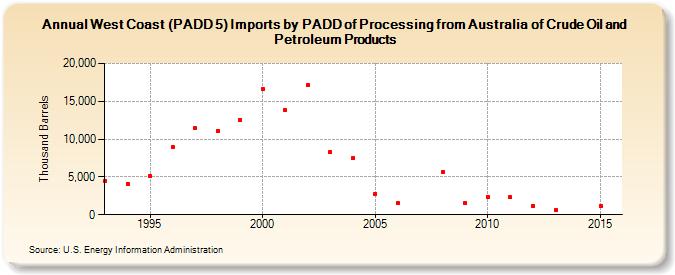 Annual West Coast (PADD 5) Imports by PADD of Processing from Australia of Crude Oil and
Petroleum Products
Thousand Barrels
20,000
15,000
10,000
5,000
0
1995
2000
2005
2010
2015
Source: U.S. Energy Information Administration